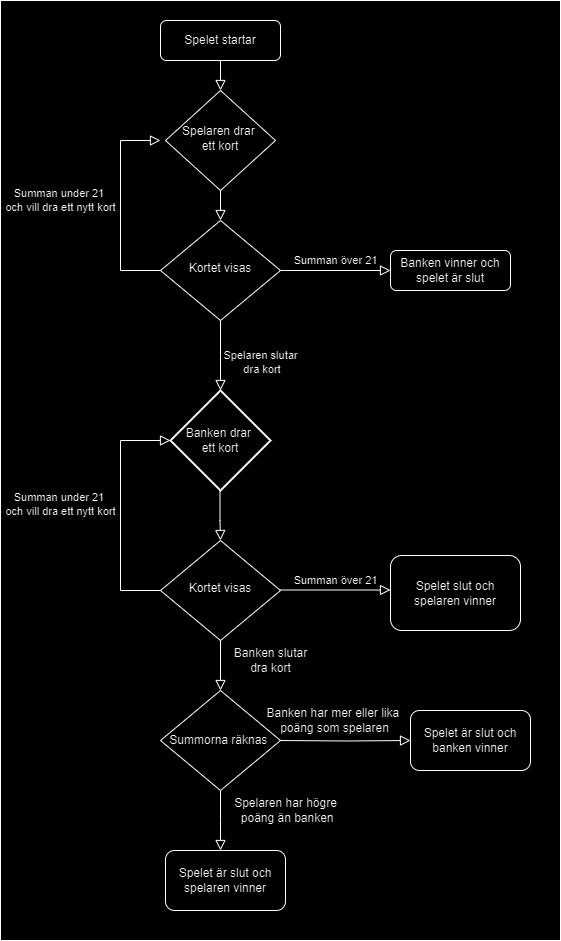 Spelet startar
Spelaren drar
ett kort
Summan under 21
och vill dra ett nytt kort
Kortet visas
Summan över 21
Banken vinner och
spelet är slut
Spelaren slutar
dra kort
Banken drar
ett kort
Summan under 21
och vill dra ett nytt kort
Kortet visas
Summan över 21
Spelet slut och
spelaren vinner
Banken slutar
dra kort
Summorna räknas
Banken har mer eller lika
poäng som spelaren
Spelet är slut och
banken vinner
Spelaren har högre
poäng än banken
Spelet är slut och
spelaren vinner